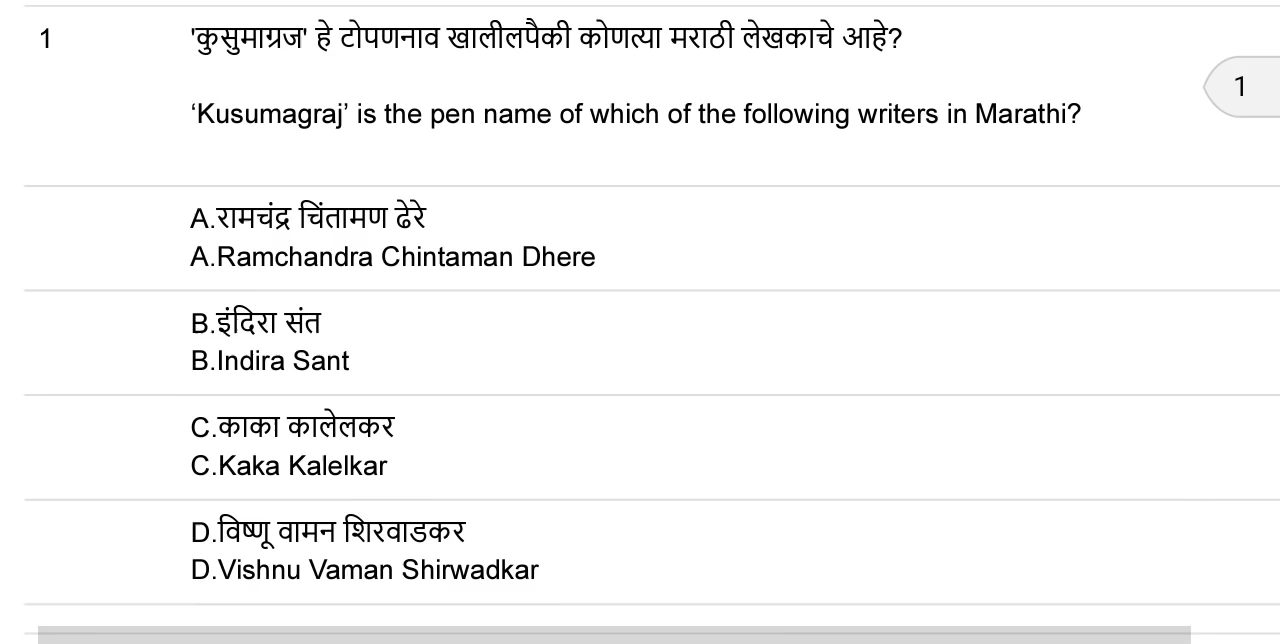 1 'कुसुमाग्रज' हे टोपणनाव खालीलपैकी कोणत्या मराठी लेखकाचे आहे?
1
‘Kusumagraj’ is the pen name of which of the following writers in Marathi?
A.रामचंद्र चिंतामण ढेरे
A.Ramchandra Chintaman Dhere
B.इंदिरा संत
B.Indira Sant
C.काका कालेलकर
C.Kaka Kalelkar
D.विष्णू वामन शिरवाडकर
D.Vishnu Vaman Shirwadkar